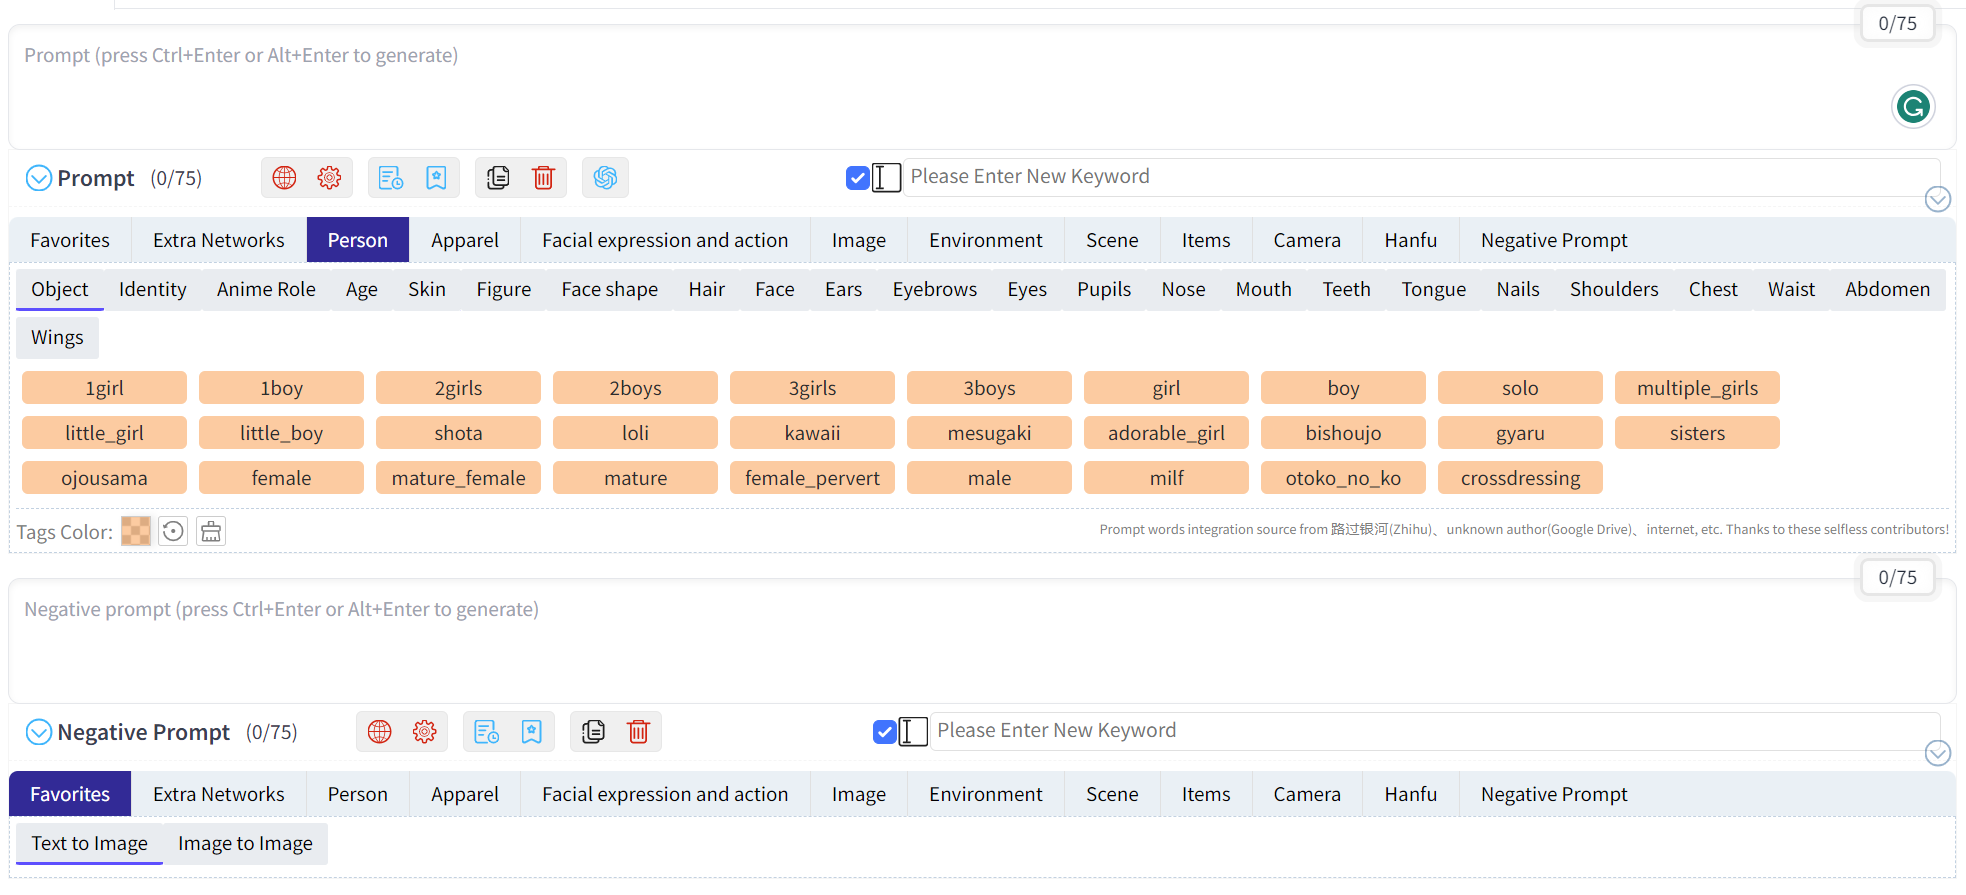 0/75
Prompt (press Ctrl+Enter or Alt+Enter to generate)
Prompt (0/75) Please Enter New Keyword
Favorites Extra Networks Person Apparel Facial expression and action Image Environment Scene Items Camera Hanfu Negative Prompt
Object Identity Anime Role Age Skin Figure Face shape Hair Face Ears Eyebrows Eyes Pupils Nose Mouth Teeth Tongue Nails Shoulders Chest Waist Abdomen
Wings
1girl 1boy 2girls 2boys 3girls 3boys girl boy solo multiple_girls
little_girl little_boy shota loli kawaii mesugaki adorable_girl bishoujo gyaru sisters
ojousama female mature_female mature female_pervert male milf otoko_no_ko crossdressing
Tags Color: Prompt words integration source from 路过银河(Zhihu)、unknown author(Google Drive)、internet, etc. Thanks to these selfless contributors!
0/75
Negative prompt (press Ctrl+Enter or Alt+Enter to generate)
Negative Prompt (0/75) Please Enter New Keyword
Favorites Extra Networks Person Apparel Facial expression and action Image Environment Scene Items Camera Hanfu Negative Prompt
Text to Image Image to Image